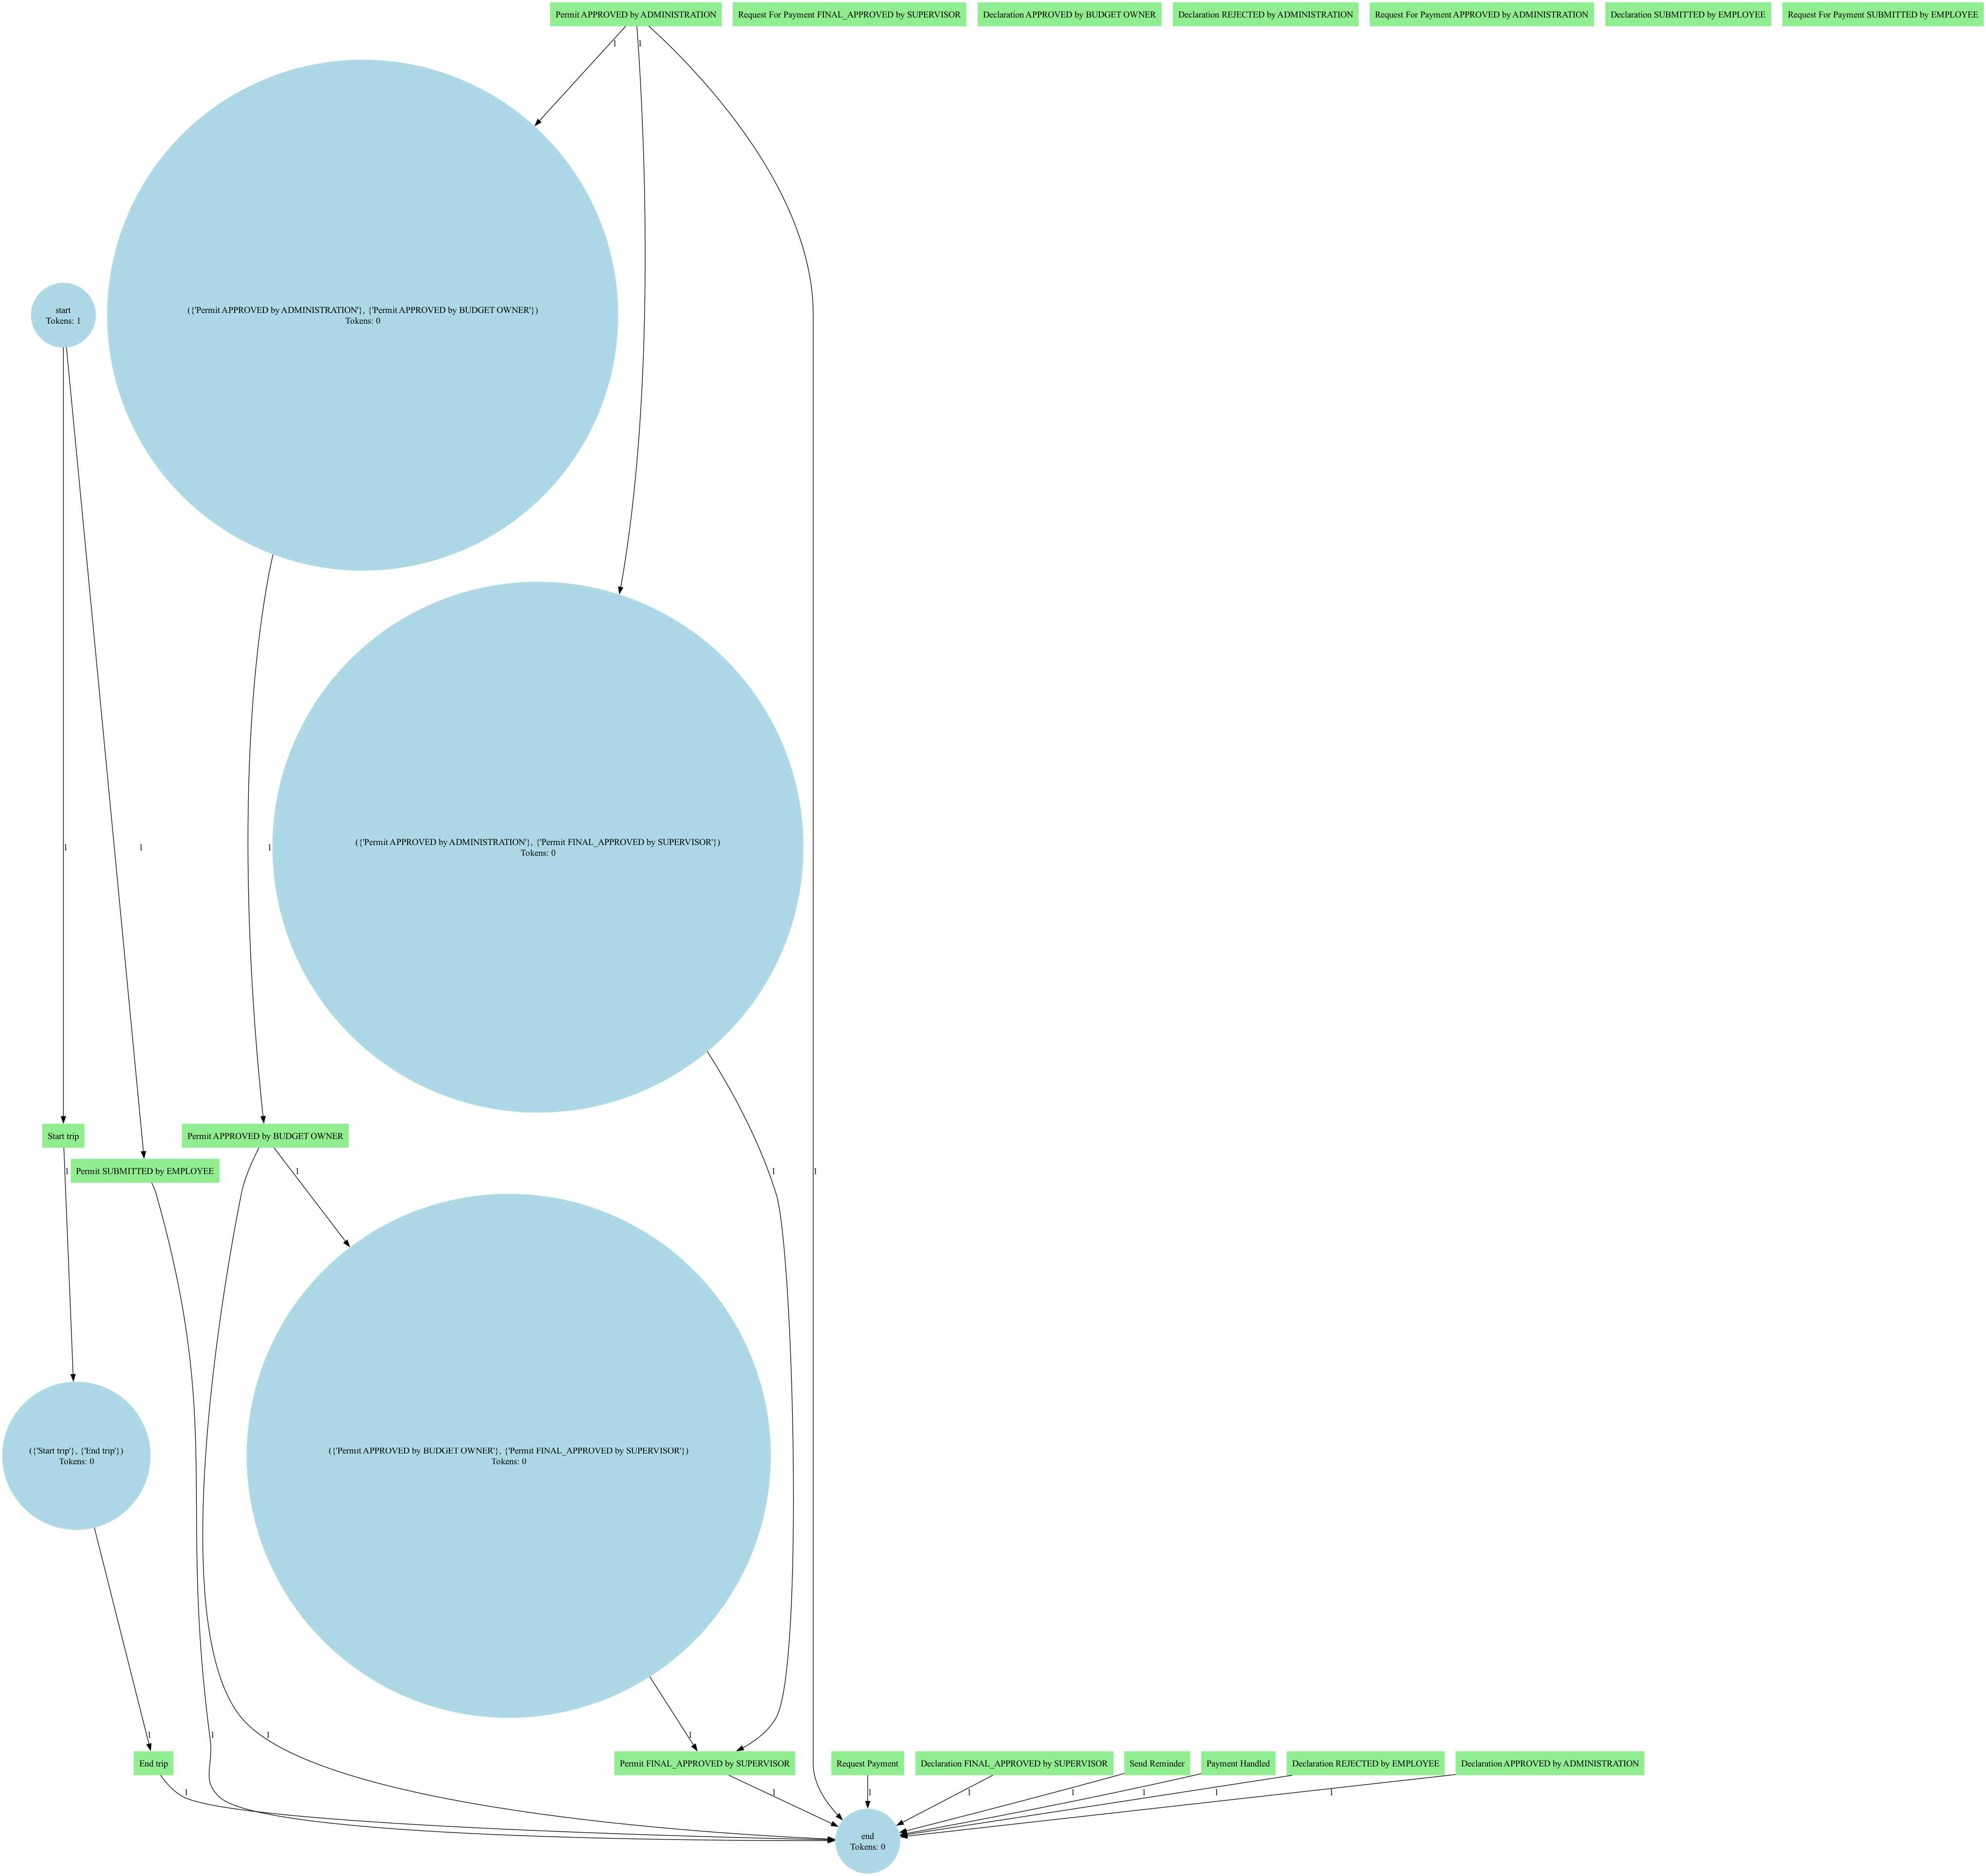 Permit APPROVED by ADMINISTRATION
Request For Payment FINAL_APPROVED by SUPERVISOR
Declaration APPROVED by BUDGET OWNER
Declaration REJECTED by ADMINISTRATION
Request For Payment APPROVED by ADMINISTRATION
Declaration SUBMITTED by EMPLOYEE
Request For Payment SUBMITTED by EMPLOYEE
1
1
start
Tokens: 1
({'Permit APPROVED by ADMINISTRATION'}, {'Permit APPROVED by BUDGET OWNER'})
Tokens: 0
({'Permit APPROVED by ADMINISTRATION'}, {'Permit FINAL_APPROVED by SUPERVISOR'})
Tokens: 0
1
1
1
Start trip
Permit APPROVED by BUDGET OWNER
1
Permit SUBMITTED by EMPLOYEE
1
1
1
({'Start trip'}, {'End trip'})
Tokens: 0
({'Permit APPROVED by BUDGET OWNER'}, {'Permit FINAL_APPROVED by SUPERVISOR'})
Tokens: 0
1
1
1
1
End trip
Permit FINAL_APPROVED by SUPERVISOR
Request Payment
Declaration FINAL_APPROVED by SUPERVISOR
Send Reminder
Payment Handled
Declaration REJECTED by EMPLOYEE
Declaration APPROVED by ADMINISTRATION
1
1
1
1
1
1
1
1
end
Tokens: 0